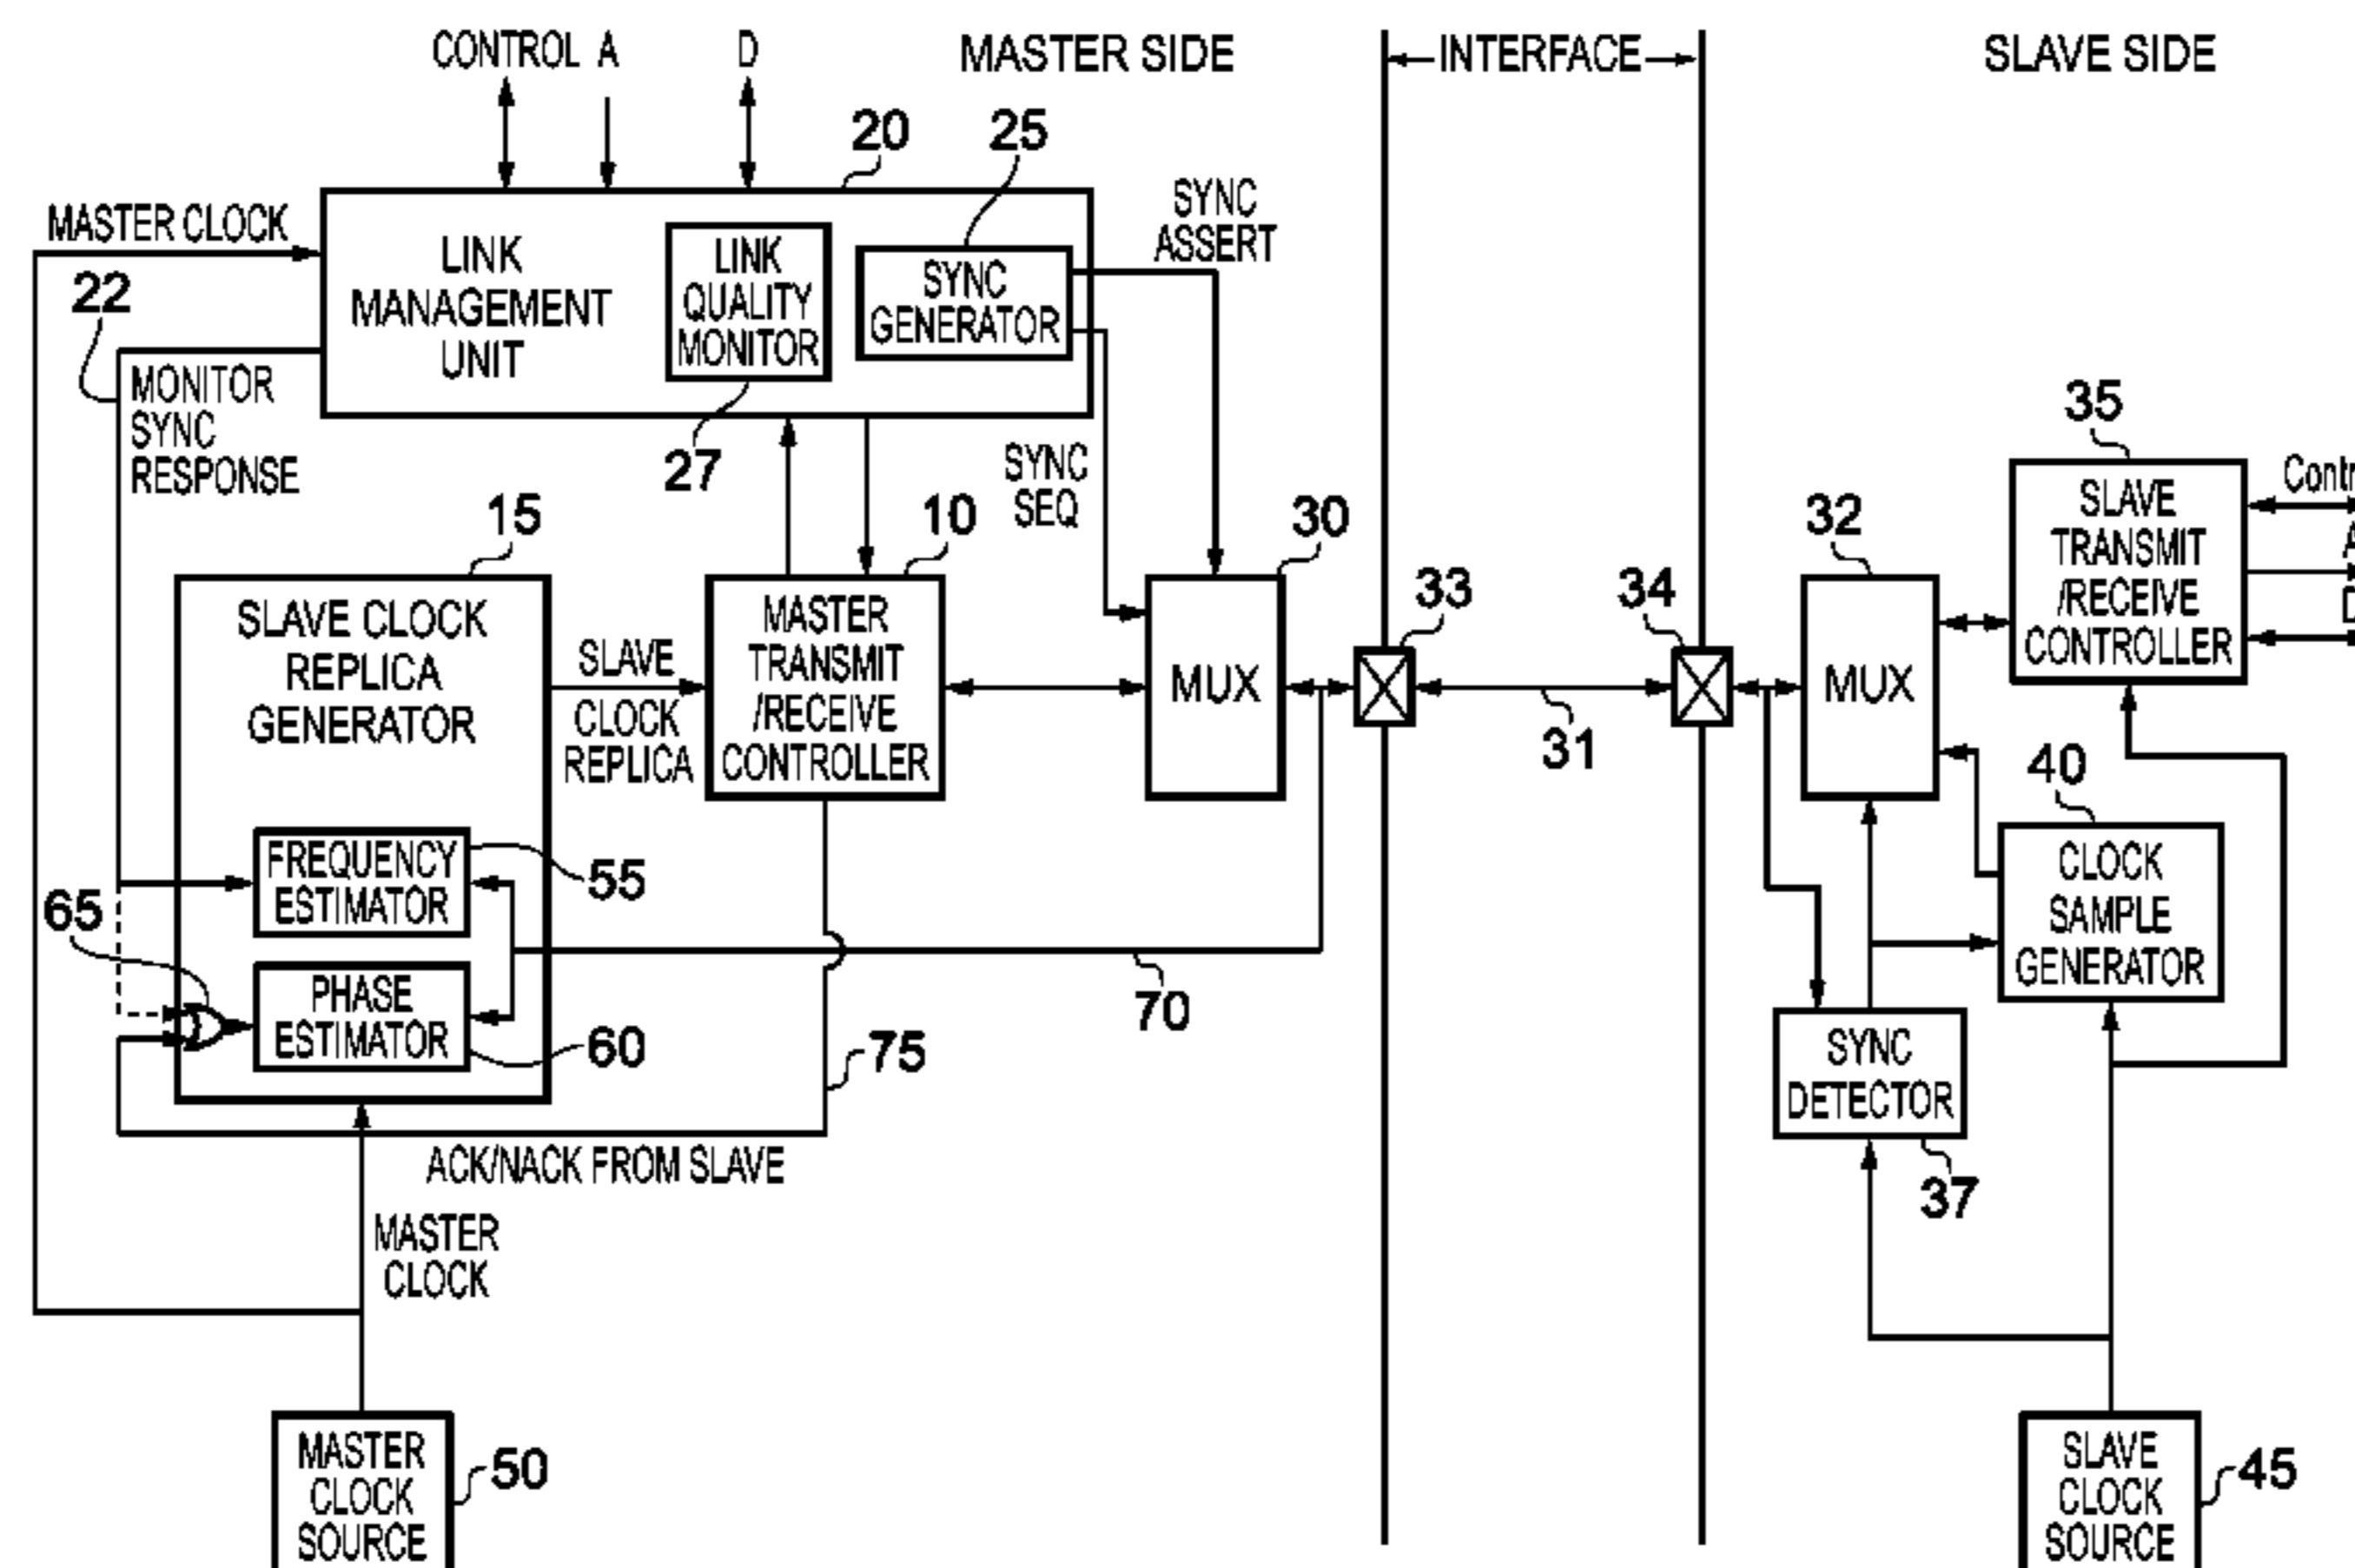 CONTROL A D MASTER SIDE INTERFACE SLAVE SIDE
20 25
MASTER CLOCK
22
LINK
MANAGEMENT
UNIT
LINK
QUALITY
MONITOR
27
SYNC
GENERATOR
SYNC
ASSERT
SYNC
SEQ
MONITOR
SYNC
RESPONSE
15
SLAVE CLOCK
REPLICA
GENERATOR
SLAVE
CLOCK
REPLICA
10
MASTER
TRANSMIT
/RECEIVE
CONTROLLER
30
MUX
33
34
31
32
MUX
35
SLAVE
TRANSMIT
/RECEIVE
CONTROLLER
Contr
A
D
40
CLOCK
SAMPLE
GENERATOR
FREQUENCY
ESTIMATOR
55
65
PHASE
ESTIMATOR
60
70
75
SYNC
DETECTOR
37
ACK/NACK FROM SLAVE
MASTER
CLOCK
MASTER
CLOCK
SOURCE
50
SLAVE
CLOCK
SOURCE
45